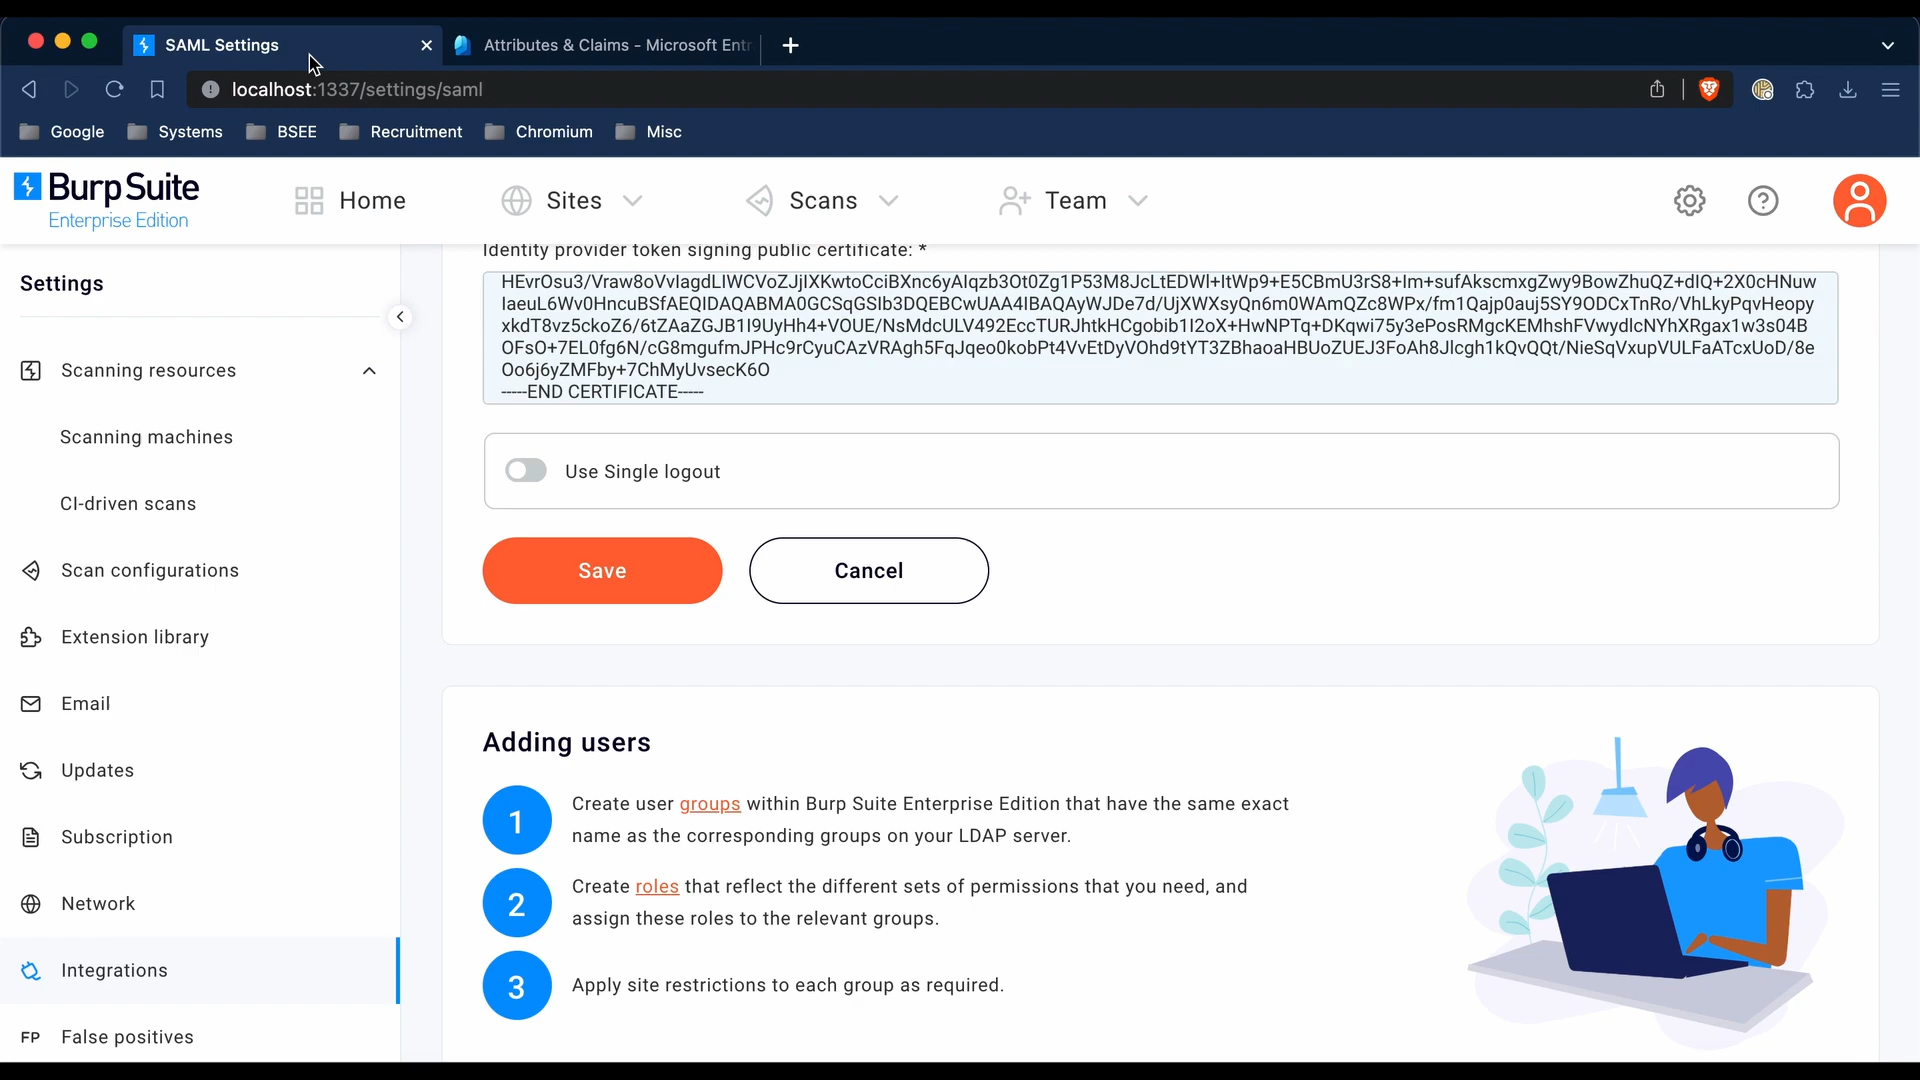 SAML Settings
Attributes & Claims - Microsoft Entr
localhost:1337/settings/saml
Google
Systems
BSEE
Recruitment
Chromium
Misc
Burp Suite
Enterprise Edition
Home
Sites
Scans
Team
Settings
Scanning resources
Scanning machines
CI-driven scans
Scan configurations
Extension library
Email
Updates
Subscription
Network
Integrations
FP False positives
Identity provider token signing public certificate: *
HEvrOsu3/Vraw8oVvIagdLIWCVoZJjIXKwtoCciBXnc6yAIqzb3Ot0Zg1P53M8JcLtEDWl+ItWp9+E5CBmU3rS8+Im+sufAkscmxgZwy9BowZhuQZ+dIQ+2X0cHNuw
IaeuL6Wv0HncuBSfAEQIDAQABMA0GCSqGSIb3DQEBCwUAA4IBAQAyWJDe7d/UjXWXsyQn6m0WAmQZc8WPx/fm1Qajp0auj5SY9ODCxTnRo/VhLkyPqvHeopy
xkdT8vz5ckoZ6/6tZAaZGJB1I9UyHh4+VOUE/NsMdcULV492EccTURJhtkHCgobib1I2oX+HwNPTq+DKqwi75y3ePosRMgcKEMhshFVwydlcNYhXRgax1w3s04B
OFsO+7EL0fg6N/cG8mgufmJPHc9rCyuCAzVRAgh5FqJqeo0kobPt4VvEtDyVOhd9tYT3ZBhaoaHBUoZUEJ3FoAh8Jlcgh1kQvQQt/NieSqVxupVULFaATcxUoD/8e
Oo6j6yZMFby+7ChMyUvsecK6O
-----END CERTIFICATE-----
Use Single logout
Save
Cancel
Adding users
1
Create user groups within Burp Suite Enterprise Edition that have the same exact
name as the corresponding groups on your LDAP server.
2
Create roles that reflect the different sets of permissions that you need, and
assign these roles to the relevant groups.
3
Apply site restrictions to each group as required.